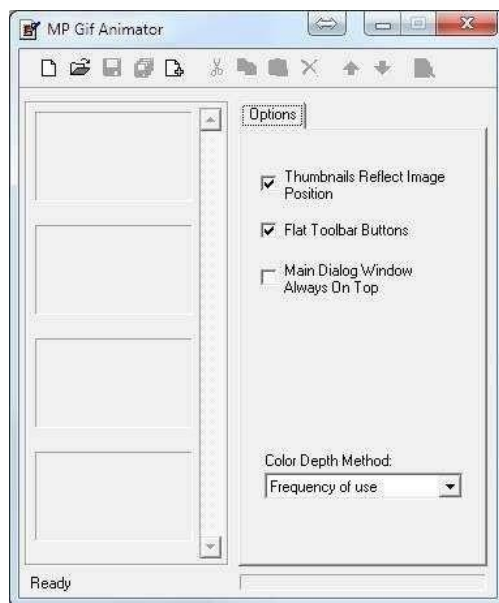 MP Gif Animator
Options
Thumbnails Reflect Image
Position
Flat Toolbar Buttons
Main Dialog Window
Always On Top
Color Depth Method:
Frequency of use
Ready